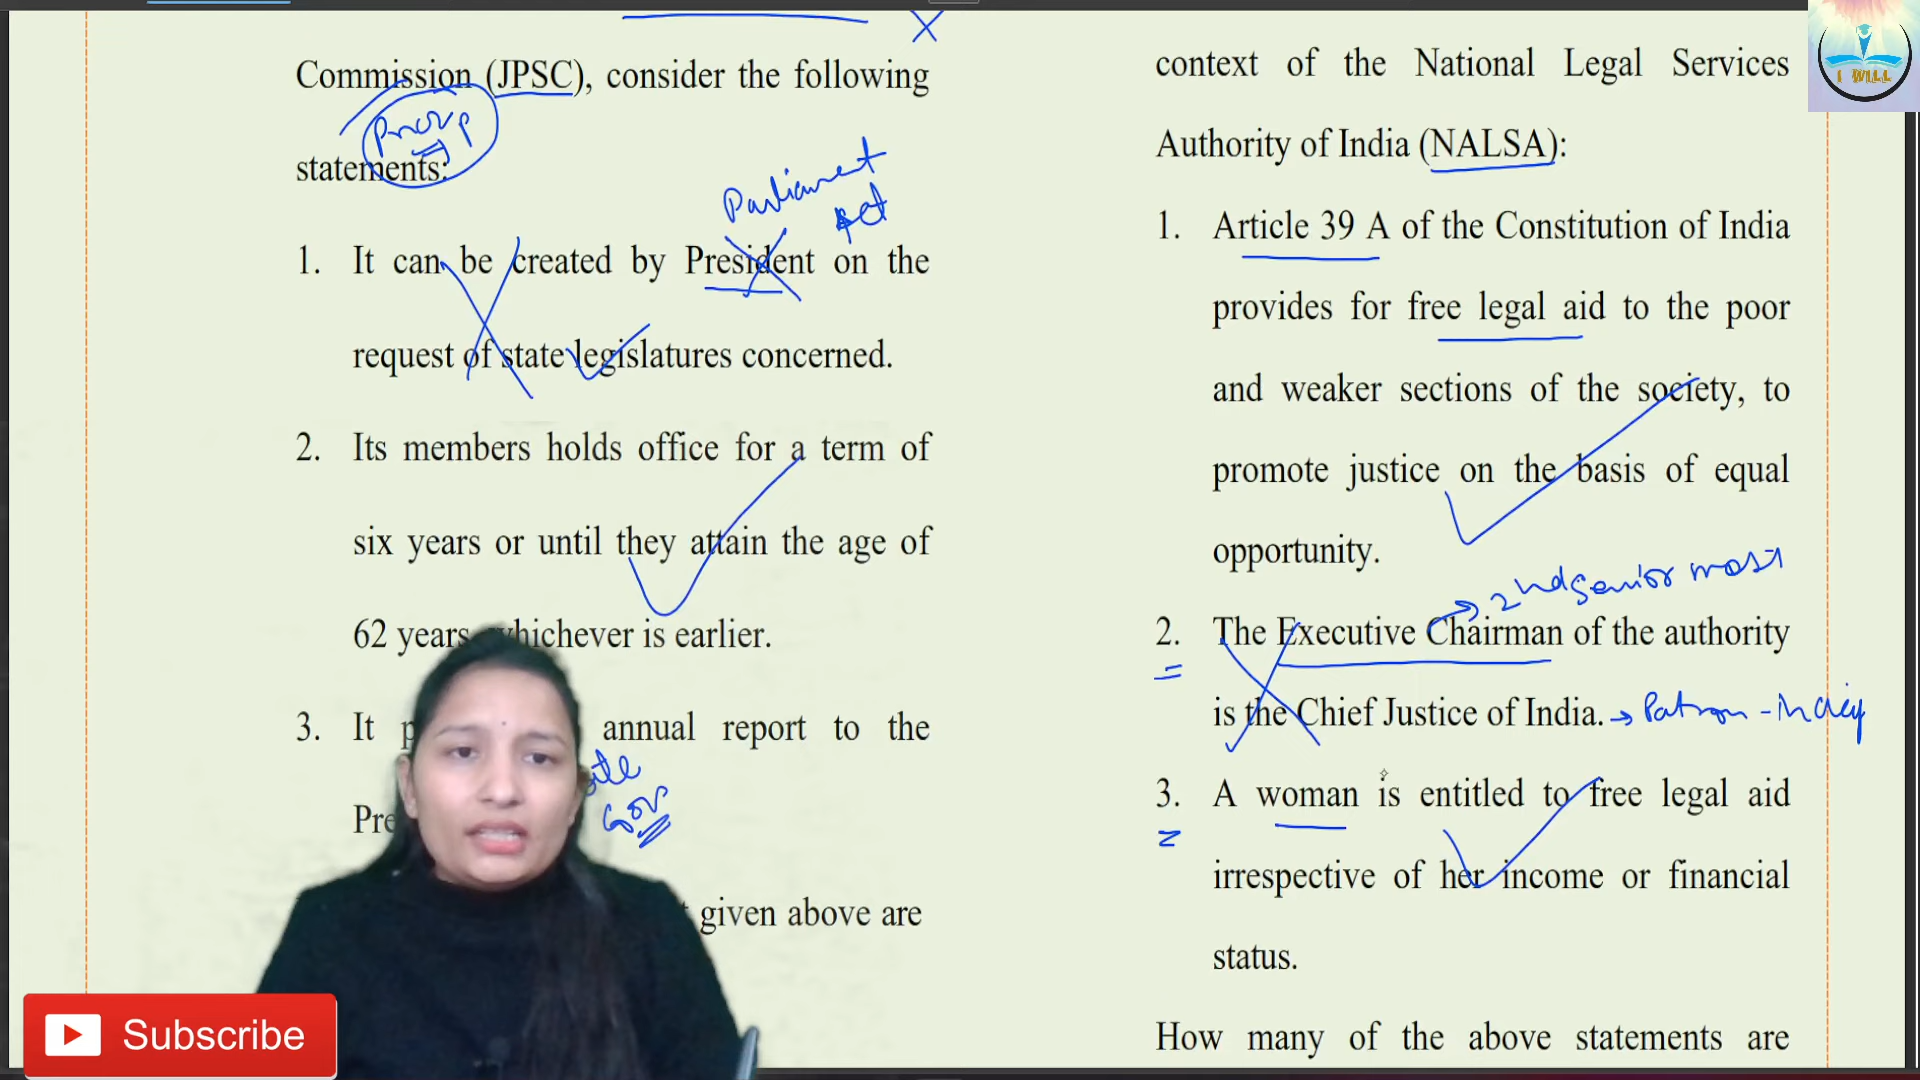 Commission (JPSC), consider the following
statements:
Parliament
Act
1. It can be created by President on the
request of state legislatures concerned.
2. Its members holds office for a term of
six years or until they attain the age of
62 years, whichever is earlier.
3. It annual report to the
Gov
given above are
Subscribe
context of the National Legal Services
Authority of India (NALSA):
1. Article 39 A of the Constitution of India
provides for free legal aid to the poor
and weaker sections of the society, to
promote justice on the basis of equal
opportunity.
→ 2nd senior most
2. The Executive Chairman of the authority
is the Chief Justice of India. → Patron-in
3. A woman is entitled to free legal aid
irrespective of her income or financial
status.
How many of the above statements are
I WILL